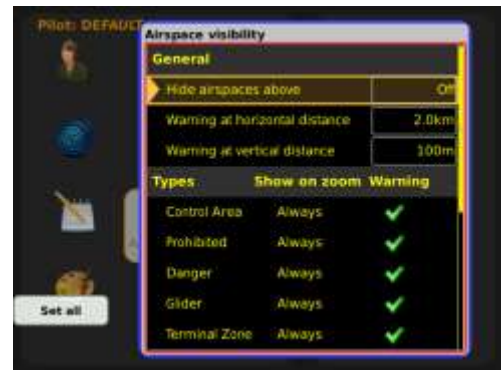 Pilot: DEFAULT
Airspace visibility
General
Hide airspaces above Off
Warning at horizontal distance 2.0km
Warning at vertical distance 100m
Types Show on zoom Warning
Control Area Always
Prohibited Always
Danger Always
Glider Always
Terminal Zone Always
Set all